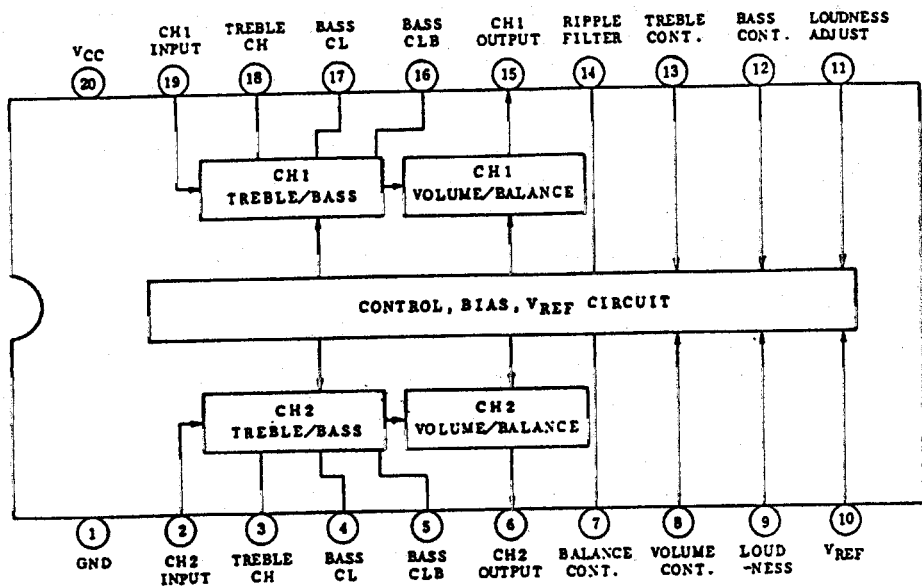 VCC
CH1
INPUT
TREBLE
CH
BASS
CL
BASS
CLB
CH1
OUTPUT
RIPPLE
FILTER
TREBLE
CONT.
BASS
CONT.
LOUDNESS
ADJUST
20
19
18
17
16
15
14
13
12
11
CH1
TREBLE/BASS
CH1
VOLUME/BALANCE
CONTROL, BIAS, VREF CIRCUIT
CH2
TREBLE/BASS
CH2
VOLUME/BALANCE
1
2
3
4
5
6
7
8
9
10
GND
CH2
INPUT
TREBLE
CH
BASS
CL
BASS
CLB
CH2
OUTPUT
BALANCE
CONT.
VOLUME
CONT.
LOUD
-NESS
VREF